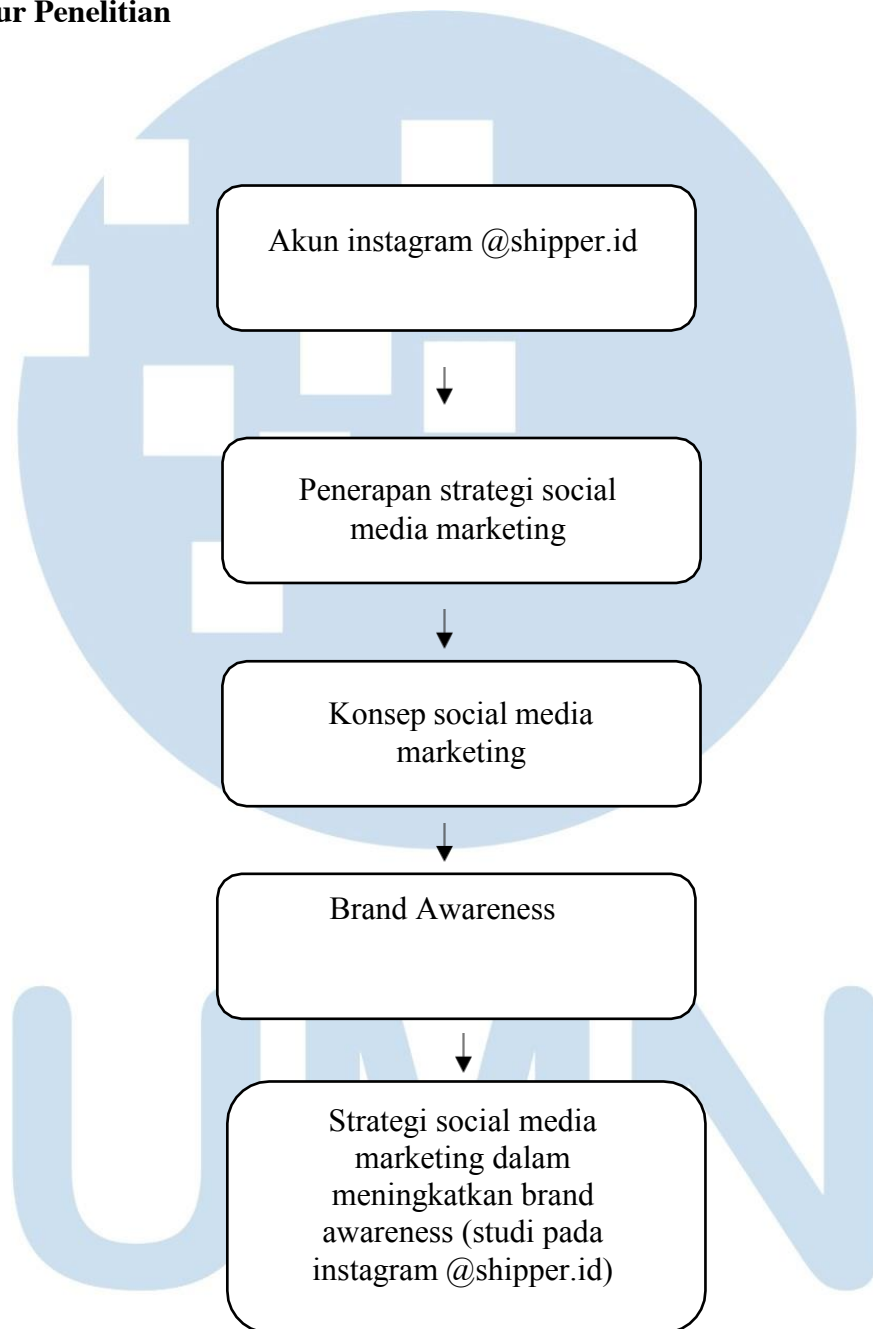 ur Penelitian
Akun instagram @shipper.id
Penerapan strategi social
media marketing
Konsep social media
marketing
Brand Awareness
UMN
Strategi social media
marketing dalam
meningkatkan brand
awareness (studi pada
instagram @shipper.id)